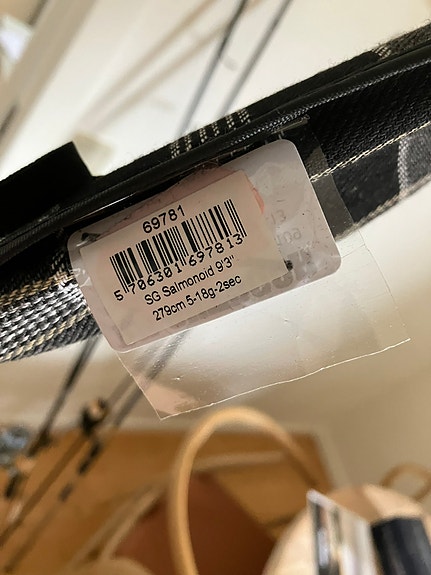 69781
5 706301 697813
SG Salmonoid 9'3"
279cm 5-18g-2sec